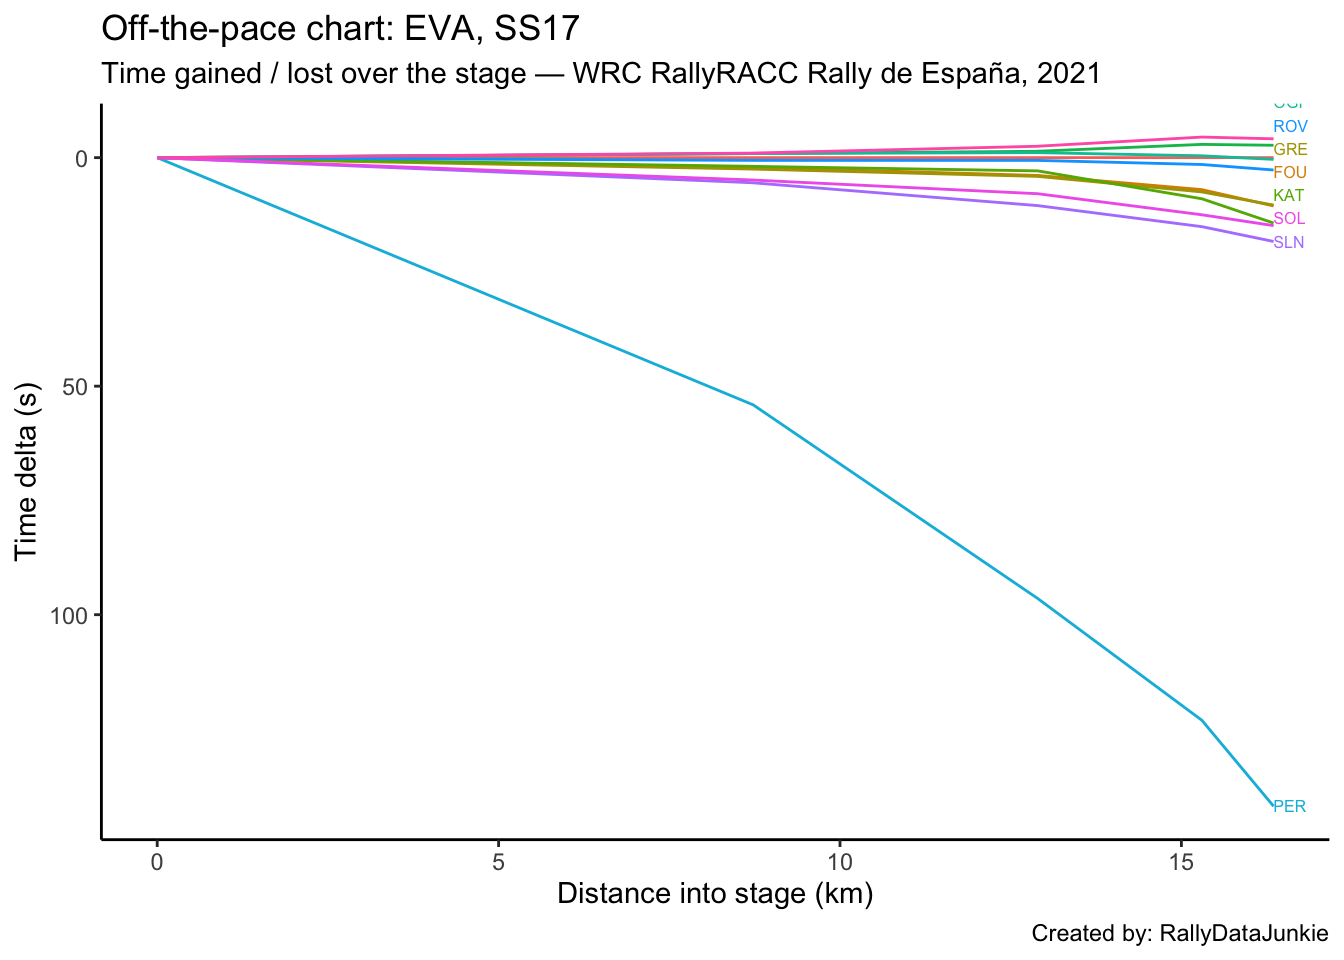 Off-the-pace chart: EVA, SS17
Time gained / lost over the stage — WRC RallyRACC Rally de España, 2021
ROV
0
GRE
FOU
KAT
SOL
SLN
50
Time delta (s)
100
PER
0 5 10 15
Distance into stage (km)
Created by: RallyDataJunkie